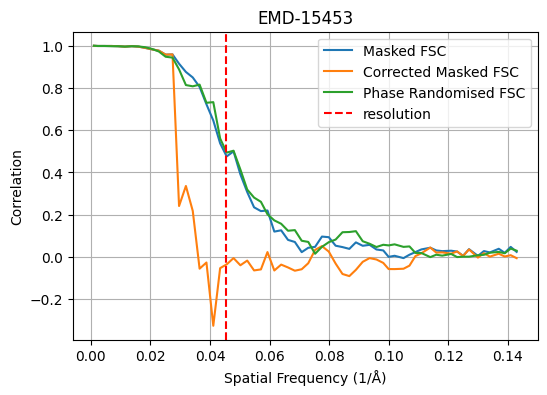 EMD-15453
Masked FSC
Corrected Masked FSC
Phase Randomised FSC
resolution
Correlation
1.0
0.8
0.6
0.4
0.2
0.0
−0.2
0.00 0.02 0.04 0.06 0.08 0.10 0.12 0.14
Spatial Frequency (1/Å)